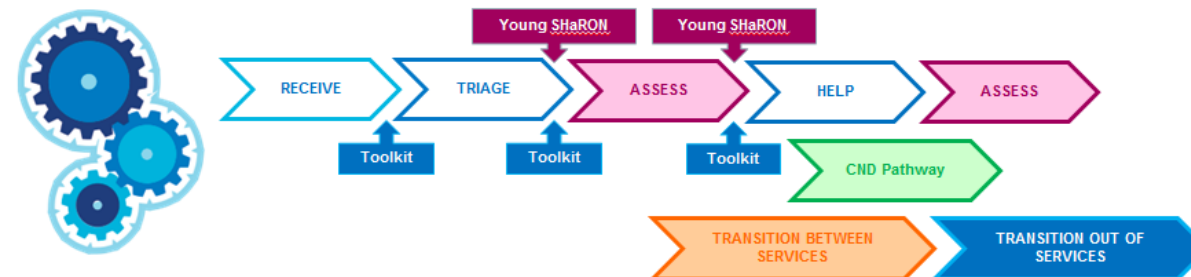 Young SHaRON
Young SHaRON
RECEIVE
TRIAGE
ASSESS
HELP
ASSESS
Toolkit
Toolkit
Toolkit
CND Pathway
TRANSITION BETWEEN
SERVICES
TRANSITION OUT OF
SERVICES